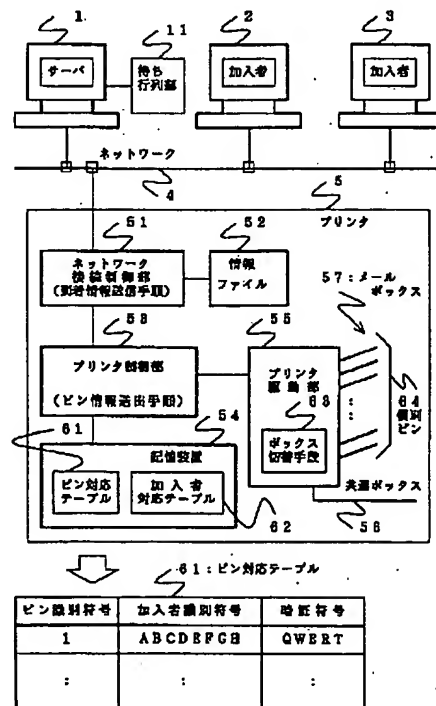 1
11
2
3
サーバ
待ち
行列部
加入者
加入者
ネットワーク
4
5
プリンタ
51
52
ネットワーク
接続制御部
(到着情報送信手順)
情報
ファイル
57:メール
ボックス
53
55
プリンタ制御部
(ピン情報送出手順)
プリンタ
駆動部
63
ボックス
切替手段
64
個別
ピン
61
54
記憶装置
ピン対応
テーブル
加入者
対応テーブル
62
共通ボックス
56
61:ピン対応テーブル
ピン識別符号 加入者識別符号 暗証符号
1 ABCDEFGH QWERT
: : :